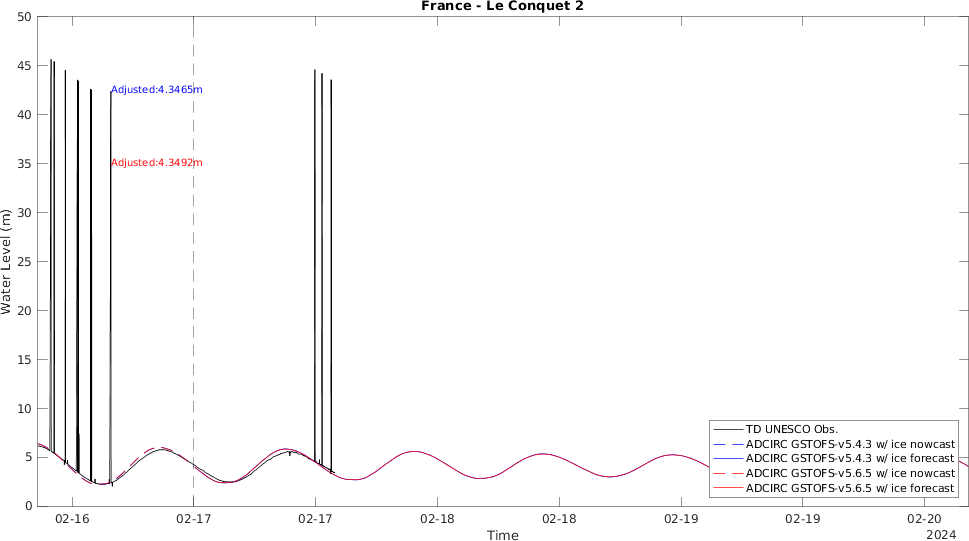 France - Le Conquet 2
50
45
40
35
30
25
20
15
10
5
0
Water Level (m)
Adjusted:4.3465m
Adjusted:4.3492m
TD UNESCO Obs.
ADCIRC GSTOFS-v5.4.3 w/ ice nowcast
ADCIRC GSTOFS-v5.4.3 w/ ice forecast
ADCIRC GSTOFS-v5.6.5 w/ ice nowcast
ADCIRC GSTOFS-v5.6.5 w/ ice forecast
02-16 02-17 02-17 02-18 02-18 02-19 02-19 02-20
Time
2024